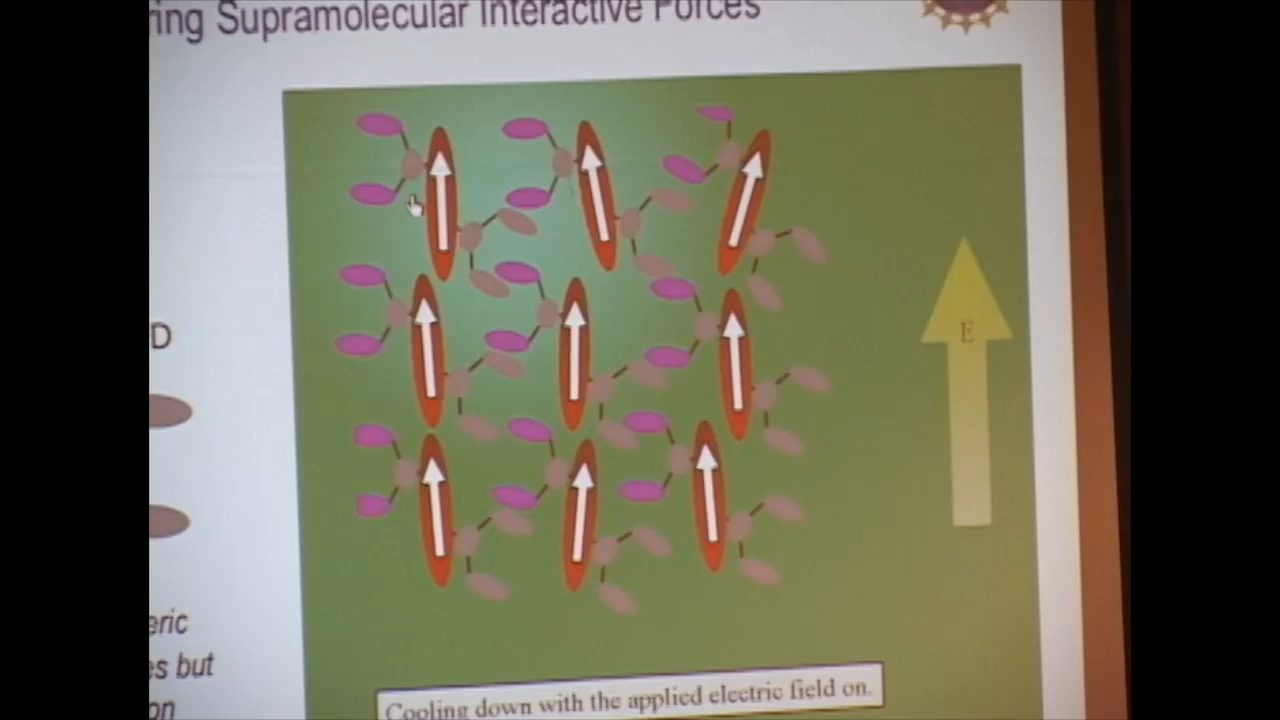 ring Supramolecular Interactive Forces
E
D
eric
es but
on
Cooling down with the applied electric field on.